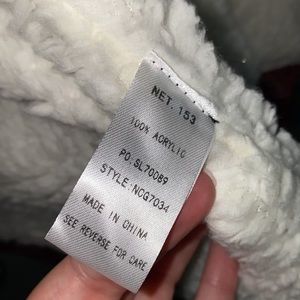 NET. 153
100% ACRYLIC
PO.SL70089
STYLE:NCG7034
MADE IN CHINA
SEE REVERSE FOR CARE